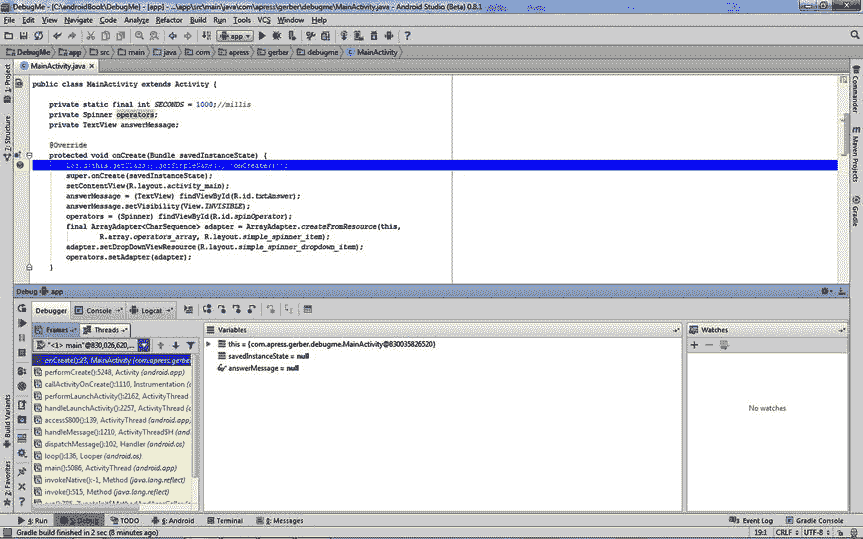 DebugMe - [C:\androidBook\DebugMe] - [app] - ...\app\src\main\java\com\apress\gerber\debugme\MainActivity.java - Android Studio (Beta) 0.8.1
File Edit View Navigate Code Analyze Refactor Build Run Tools VCS Window Help
app
DebugMe app src main java com apress gerber debugme MainActivity
MainActivity.java
1: Project
Z: Structure
Build Variants
2: Favorites
Commander
Maven Projects
Gradle
public class MainActivity extends Activity {
private static final int SECONDS = 1000;//millis
private Spinner operators;
private TextView answerMessage;
@Override
protected void onCreate(Bundle savedInstanceState) {
super.onCreate(savedInstanceState);
setContentView(R.layout.activity_main);
answerMessage = (TextView) findViewById(R.id.txtAnswer);
answerMessage.setVisibility(View.INVISIBLE);
operators = (Spinner) findViewById(R.id.spinOperator);
final ArrayAdapter<CharSequence> adapter = ArrayAdapter.createFromResource(this,
R.array.operators_array, R.layout.simple_spinner_item);
adapter.setDropDownViewResource(R.layout.simple_spinner_dropdown_item);
operators.setAdapter(adapter);
}
Debug app
Debugger Console Logcat
Frames Threads
Variables
Watches
"<1> main"@830,026,620,...
onCreate():23, MainActivity (com.apress.gerber
performCreate():5248, Activity (android.app)
callActivityOnCreate():1110, Instrumentation (
performLaunchActivity():2162, ActivityThread
handleLaunchActivity():2257, ActivityThread
access$800():139, ActivityThread (android.app)
handleMessage():1210, ActivityThread$H (andr
dispatchMessage():102, Handler (android.os)
loop():136, Looper (android.os)
main():5086, ActivityThread (android.app)
invokeNative():-1, Method (java.lang.reflect)
invoke():515, Method (java.lang.reflect)
this = {com.apress.gerber.debugme.MainActivity@830035826520}
savedInstanceState = null
answerMessage = null
No watches
4: Run 5: Debug TODO 6: Android Terminal 0: Messages Event Log Gradle Console
Gradle build finished in 2 sec (8 minutes ago) 19:1 CRLF UTF-8